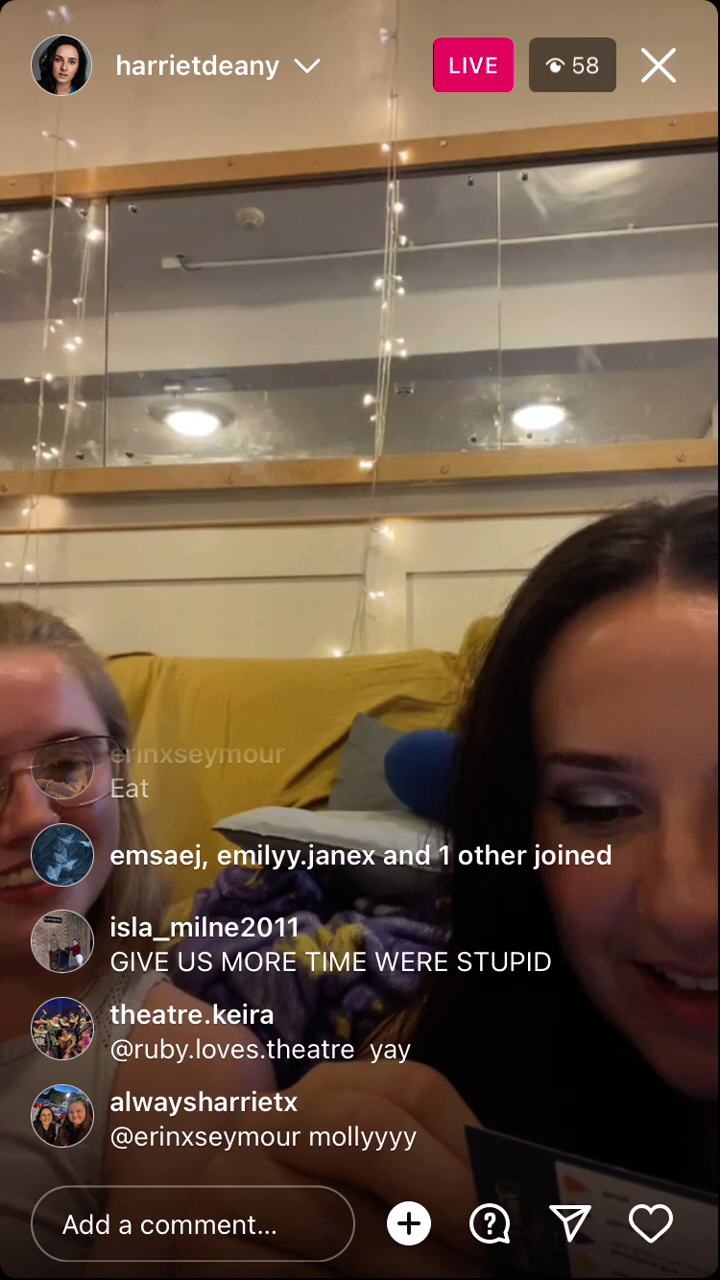 harrietdeany
LIVE
58
erinxseymour
Eat
emsaej, emilyy.janex and 1 other joined
isla_milne2011
GIVE US MORE TIME WERE STUPID
theatre.keira
@ruby.loves.theatre yay
alwaysharrietx
@erinxseymour mollyyyy
Add a comment...